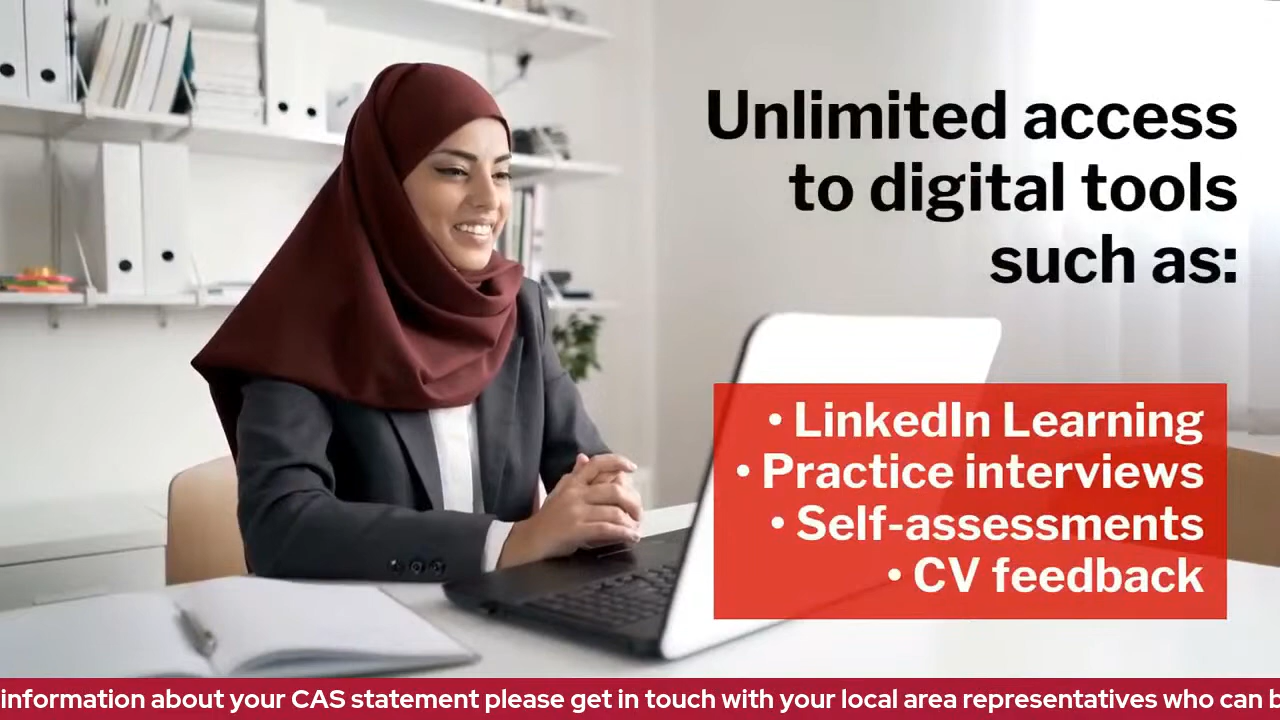 Unlimited access
to digital tools
such as:
• LinkedIn Learning
• Practice interviews
• Self-assessments
• CV feedback
information about your CAS statement please get in touch with your local area representatives who can